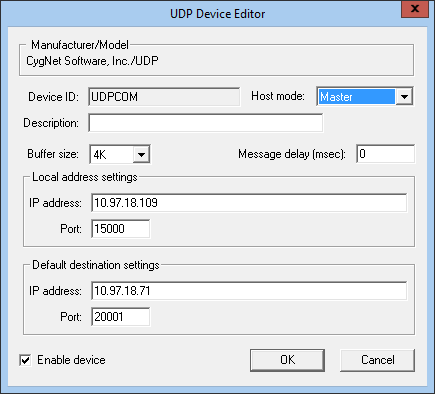 UDP Device Editor
x
Manufacturer/Model
CygNet Software, Inc./UDP
Device ID: UDPCOM Host mode: Master
Description:
Buffer size: 4K Message delay (msec): 0
Local address settings
IP address: 10.97.18.109
Port: 15000
Default destination settings
IP address: 10.97.18.71
Port: 20001
Enable device OK Cancel